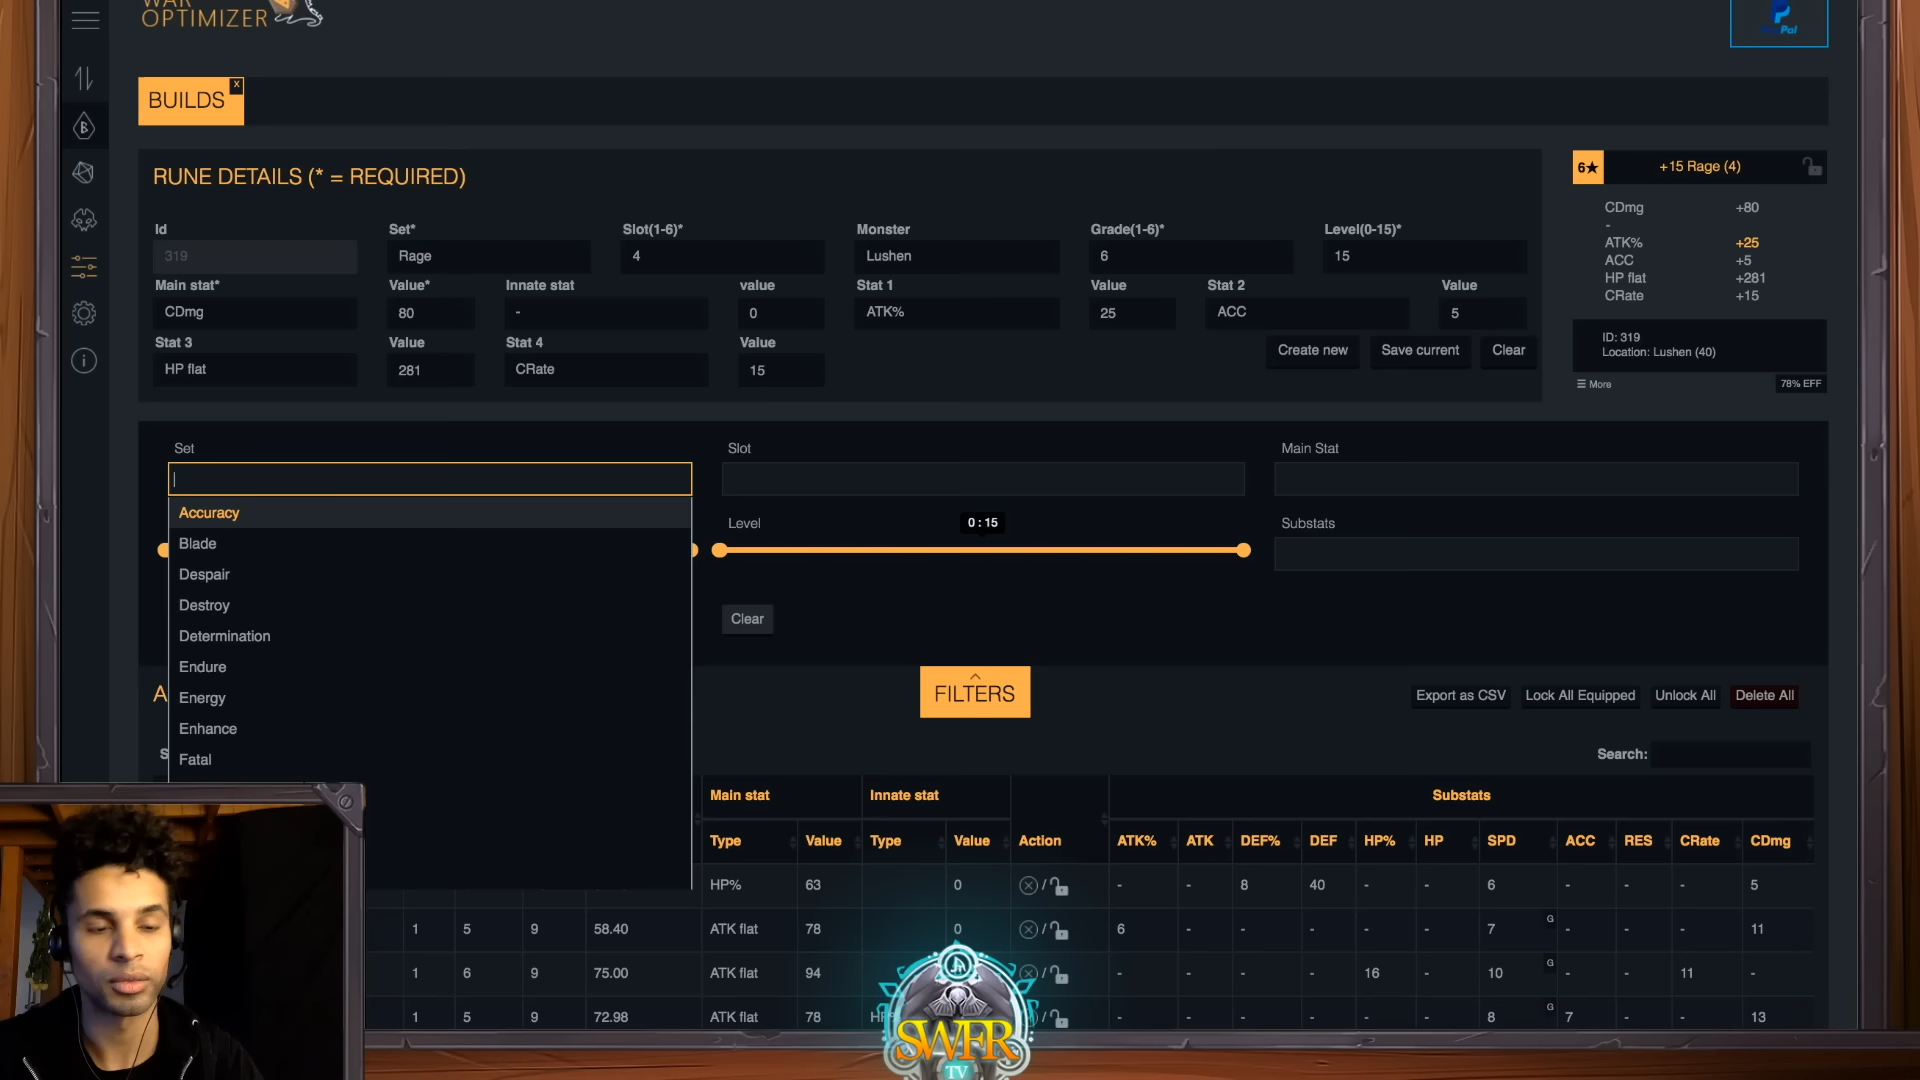 WAR
OPTIMIZER
Pal
BUILDS x
RUNE DETAILS (* = REQUIRED)
Id Set* Slot(1-6)* Monster Grade(1-6)* Level(0-15)*
319 Rage 4 Lushen 6 15
Main stat* Value* Innate stat value Stat 1 Value Stat 2 Value
CDmg 80 - 0 ATK% 25 ACC 5
Stat 3 Value Stat 4 Value
HP flat 281 CRate 15
Create new Save current Clear
6★ +15 Rage (4)
CDmg +80
-
ATK% +25
ACC +5
HP flat +281
CRate +15
ID: 319
Location: Lushen (40)
More 78% EFF
Set Slot Main Stat
Level 0 : 15 Substats
Accuracy
Blade
Despair
Destroy
Determination
Endure
Energy
Enhance
Fatal
Clear
A FILTERS
Export as CSV Lock All Equipped Unlock All Delete All
S Search:
Main stat Innate stat Substats
Type Value Type Value Action ATK% ATK DEF% DEF HP% HP SPD ACC RES CRate CDmg
HP% 63 0 / - - 8 40 - - 6 - - - 5
1 5 9 58.40 ATK flat 78 0 / 6 - - - - - 7 G - - - 11
1 6 9 75.00 ATK flat 94 / - - - - 16 - 10 G - - 11 -
1 5 9 72.98 ATK flat 78 / - - - - - - 8 G 7 - - 13
SWFR
TV